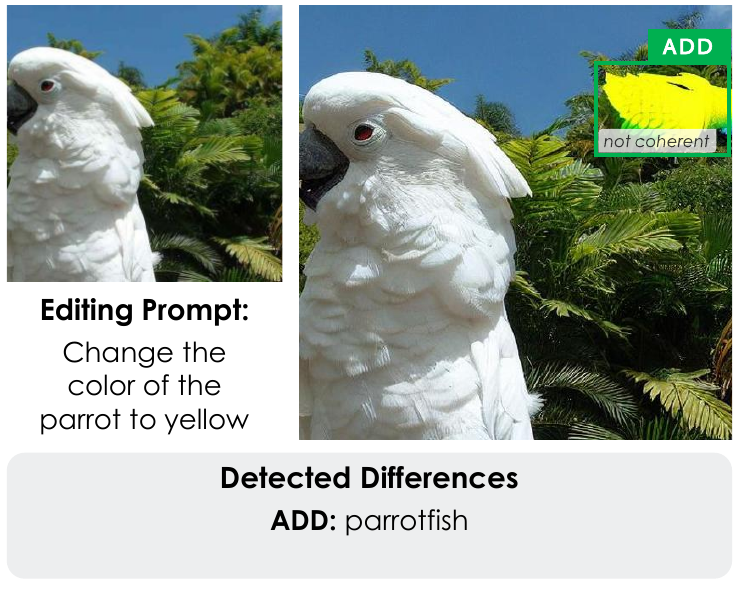 ADD
not coherent
Editing Prompt:
Change the
color of the
parrot to yellow
Detected Differences
ADD: parrotfish